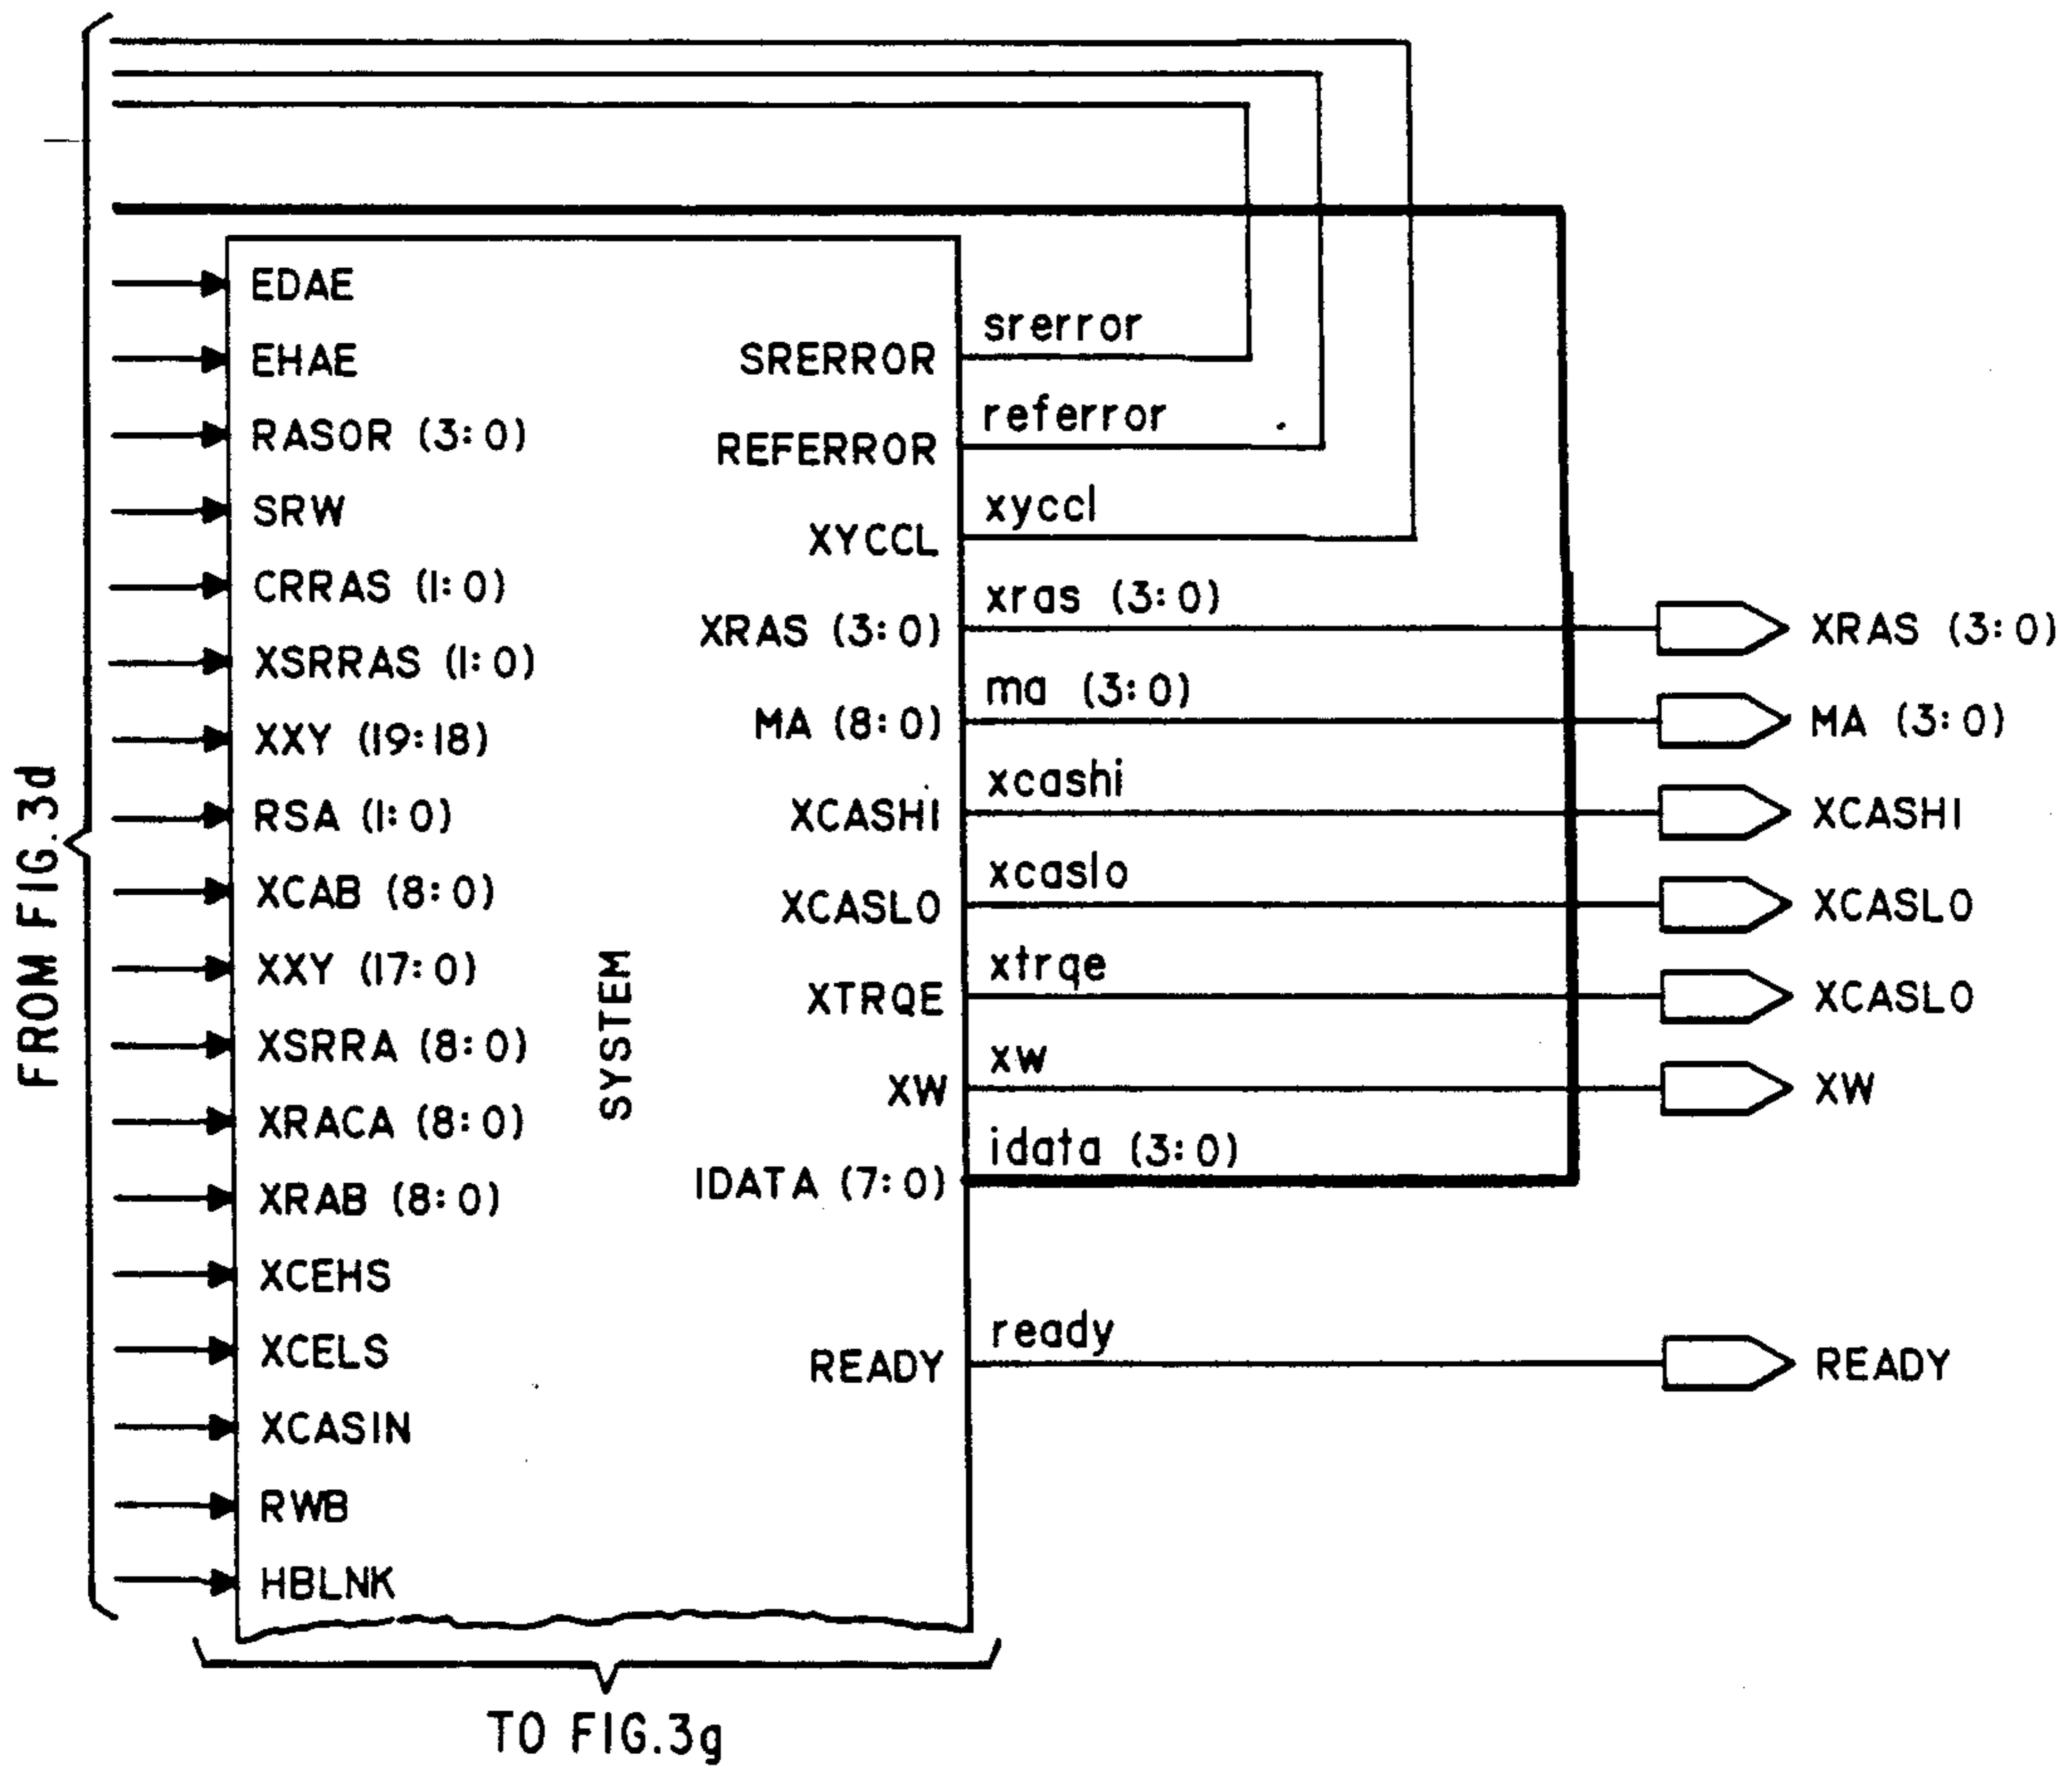 FROM FIG.3d
EDAE
EHAE
RASOR (3:0)
SRW
CRRAS (1:0)
XSRRAS (1:0)
XXY (19:18)
RSA (1:0)
XCAB (8:0)
XXY (17:0)
XSRRA (8:0)
XRACA (8:0)
XRAB (8:0)
XCEHS
XCELS
XCASIN
RWB
HBLNK
SYSTEM
SRERROR
srerror
REFERROR
referror
XYCCL
xyccl
XRAS (3:0)
xras (3:0)
XRAS (3:0)
MA (8:0)
ma (3:0)
MA (3:0)
XCASHI
xcashi
XCASHI
XCASLO
xcaslo
XCASLO
XTRQE
xtrqe
XCASLO
XW
xw
XW
IDATA (7:0)
idata (3:0)
READY
ready
READY
TO FIG.3g